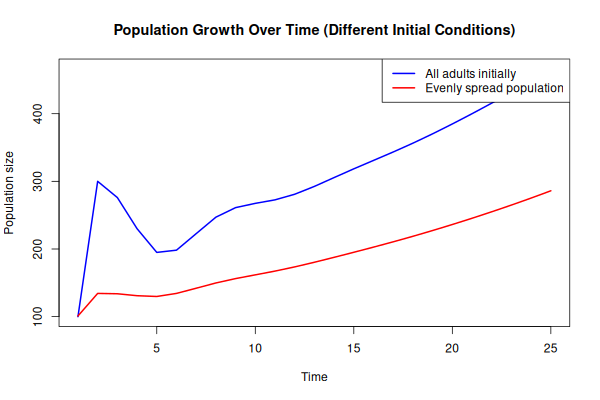 Population Growth Over Time (Different Initial Conditions)
All adults initially
Evenly spread population
Population size
400
300
200
100
5 10 15 20 25
Time